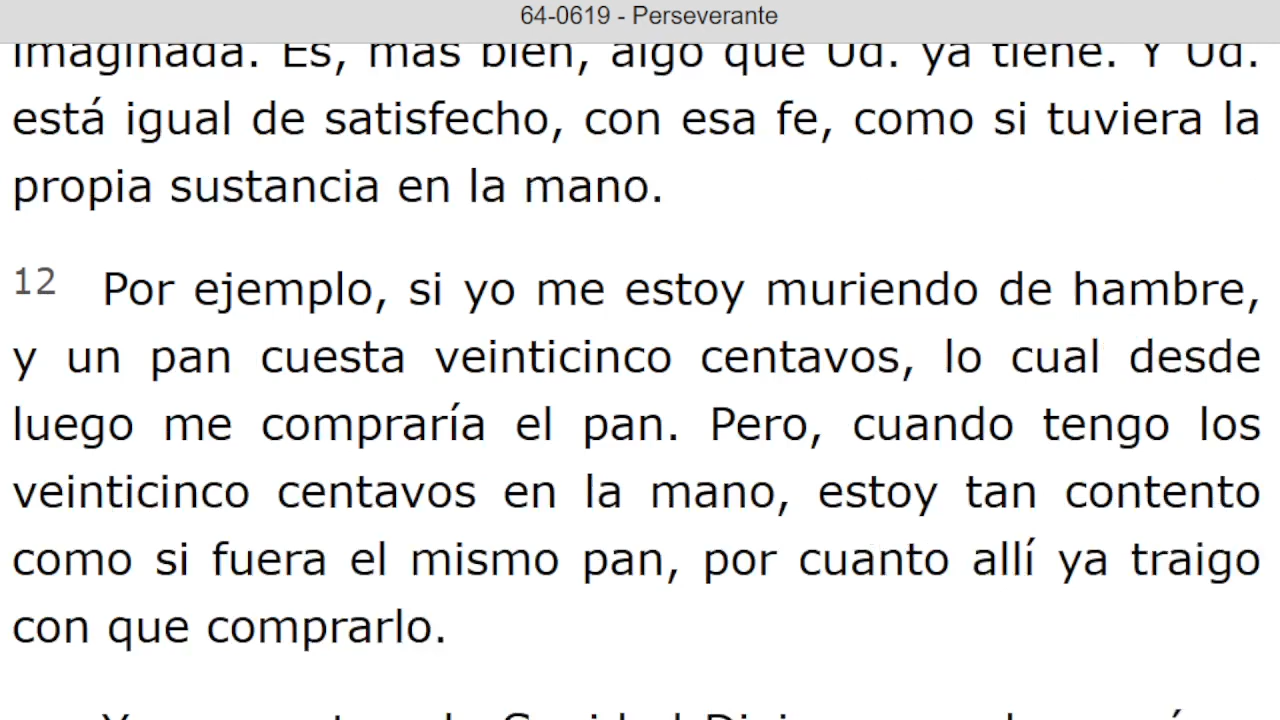 64-0619 - Perseverante
imaginada. Es, más bien, algo que Ud. ya tiene. Y Ud.
está igual de satisfecho, con esa fe, como si tuviera la
propia sustancia en la mano.
12 Por ejemplo, si yo me estoy muriendo de hambre,
y un pan cuesta veinticinco centavos, lo cual desde
luego me compraría el pan. Pero, cuando tengo los
veinticinco centavos en la mano, estoy tan contento
como si fuera el mismo pan, por cuanto allí ya traigo
con que comprarlo.